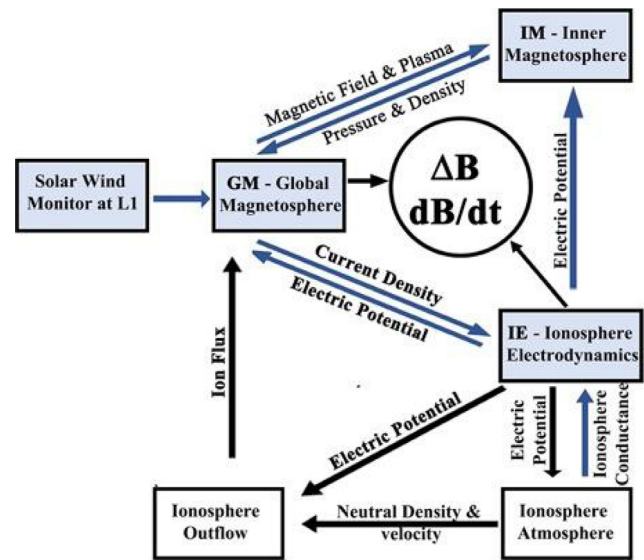 IM - Inner
Magnetosphere
Magnetic Field & Plasma
Pressure & Density
Solar Wind
Monitor at L1
GM - Global
Magnetosphere
ΔB
dB/dt
Electric Potential
Current Density
Electric Potential
IE - Ionosphere
Electrodynamics
Ion Flux
Electric Potential
Electric
Potential
Ionosphere
Conductance
Ionosphere
Outflow
Neutral Density &
velocity
Ionosphere
Atmosphere